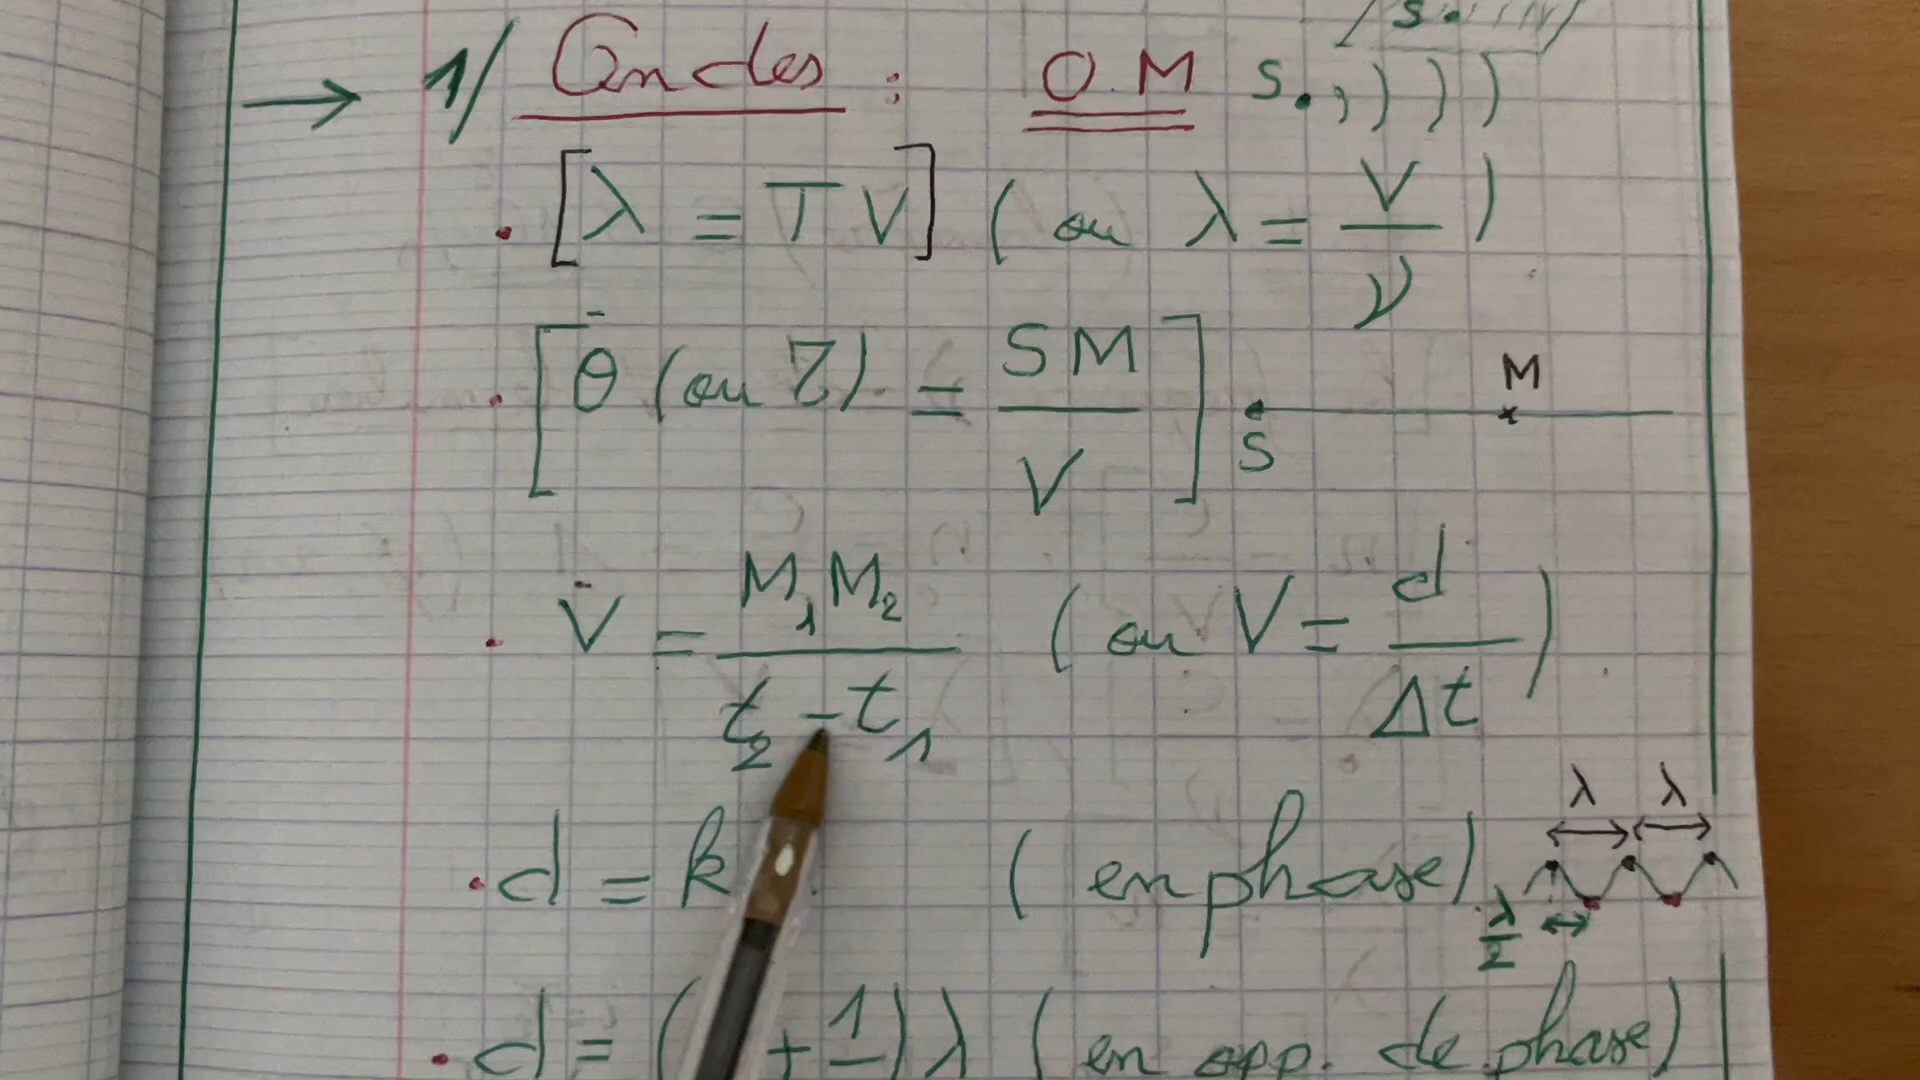 S.
→ 1/ Ondes : O.M S.,))))
. [λ = T V] (ou λ = V/ν)
. [θ (ou τ) = SM/V] S M
. V = M₁M₂/(t₂ - t₁) (ou V = d/Δt)
λ λ
. d = k (en phase) λ/2
. d = ( + 1 ) λ (en opp. de phase)